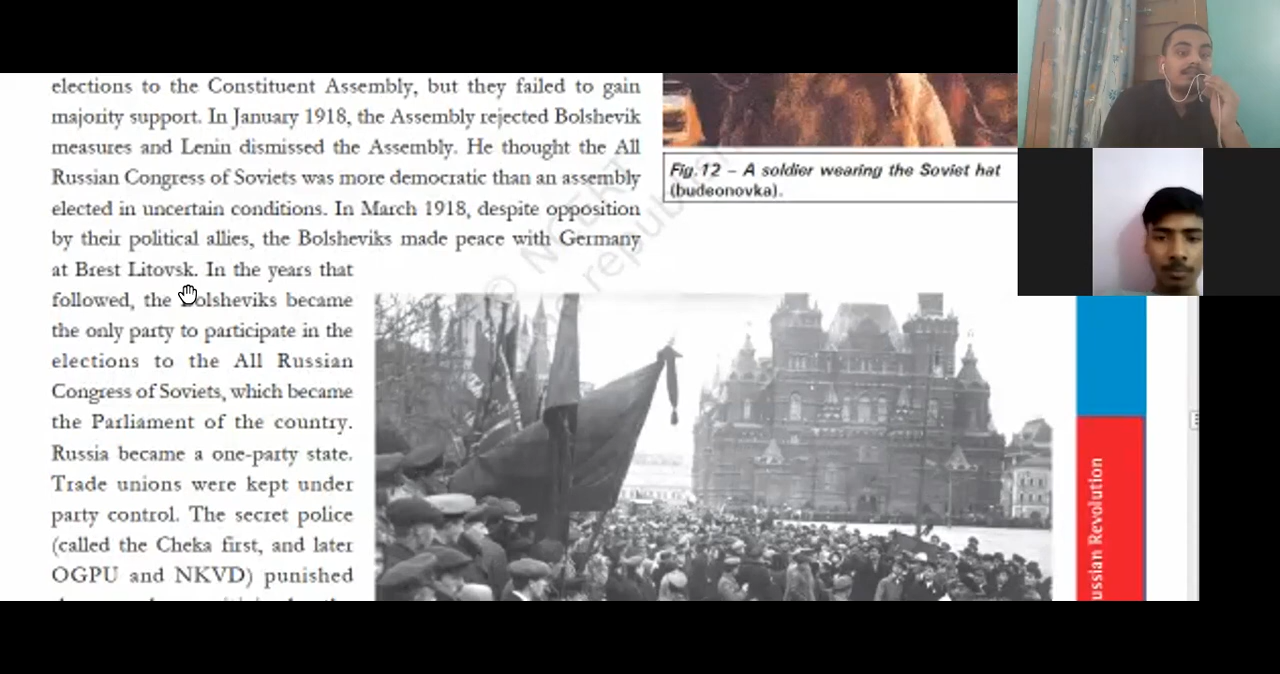 elections to the Constituent Assembly, but they failed to gain
majority support. In January 1918, the Assembly rejected Bolshevik
measures and Lenin dismissed the Assembly. He thought the All
Russian Congress of Soviets was more democratic than an assembly
elected in uncertain conditions. In March 1918, despite opposition
by their political allies, the Bolsheviks made peace with Germany
at Brest Litovsk. In the years that
followed, the Bolsheviks became
the only party to participate in the
elections to the All Russian
Congress of Soviets, which became
the Parliament of the country.
Russia became a one-party state.
Trade unions were kept under
party control. The secret police
(called the Cheka first, and later
OGPU and NKVD) punished
Fig.12 – A soldier wearing the Soviet hat
(budeonovka).
© NCERT
republished
ussian Revolution